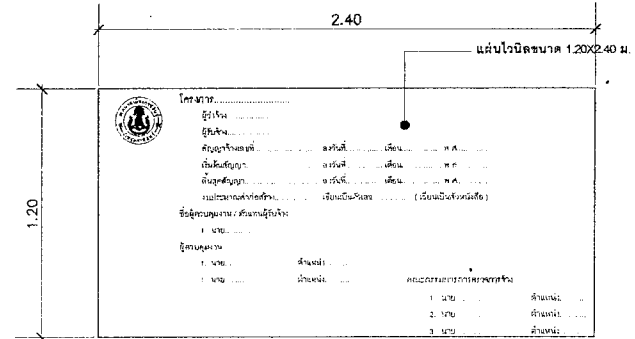 2.40
แผ่นไวนิลขนาด 1.20X2.40 ม.
1.20
โครงการ............................
ผู้ว่าจ้าง...............
ผู้รับจ้าง...............
สัญญาจ้างเลขที่.................... ลงวันที่............ เดือน............ พ.ศ.........
เริ่มต้นสัญญา.................... ลงวันที่............ เดือน............ พ.ศ.........
สิ้นสุดสัญญา.................... ลงวันที่............ เดือน............ พ.ศ.........
งบประมาณค่าก่อสร้าง............ เขียนเป็นตัวเลข ............ ( เขียนเป็นตัวหนังสือ )
ชื่อผู้ควบคุมงาน / ตัวแทนผู้รับจ้าง
1. นาย..........
ผู้ควบคุมงาน
1. นาย....... ตำแหน่ง.......
1. นาย....... ตำแหน่ง.......
คณะกรรมการการตรวจการจ้าง
1. นาย ....... ตำแหน่ง.......
2. นาย ....... ตำแหน่ง.......
3. นาย ....... ตำแหน่ง.......